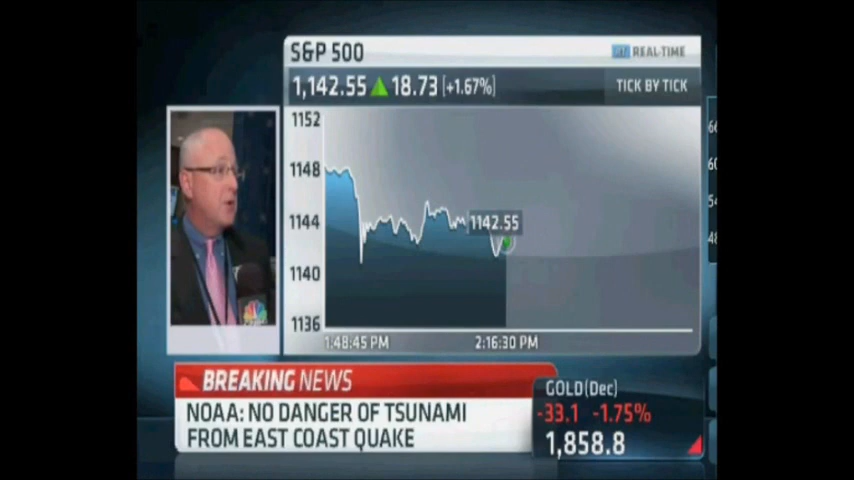 S&P 500
REAL-TIME
1,142.55 ▲ 18.73 [+1.67%]
TICK BY TICK
1152
1148
1144
1140
1136
1142.55
1:48:45 PM
2:16:30 PM
BREAKING NEWS
NOAA: NO DANGER OF TSUNAMI
FROM EAST COAST QUAKE
GOLD(Dec)
-33.1 -1.75%
1,858.8